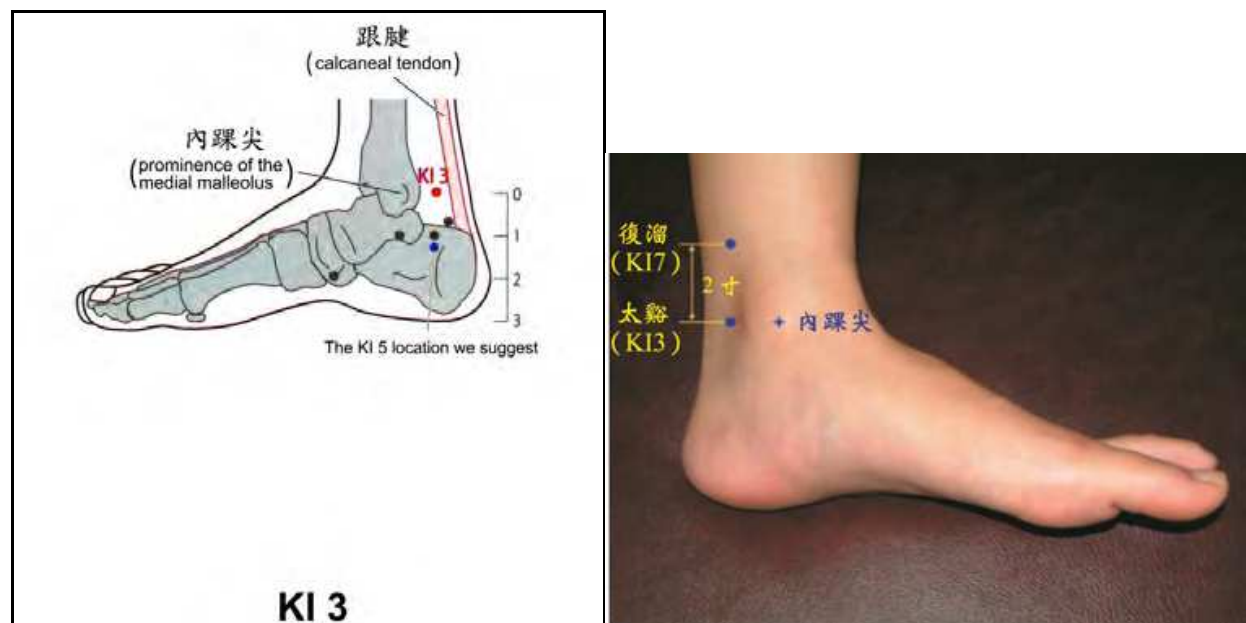 跟腱
(calcaneal tendon)
內踝尖
(prominence of the
medial malleolus)
KI 3
0
1
2
3
The KI 5 location we suggest
KI 3
復溜
(KI7)
2寸
太谿
(KI3)
內踝尖